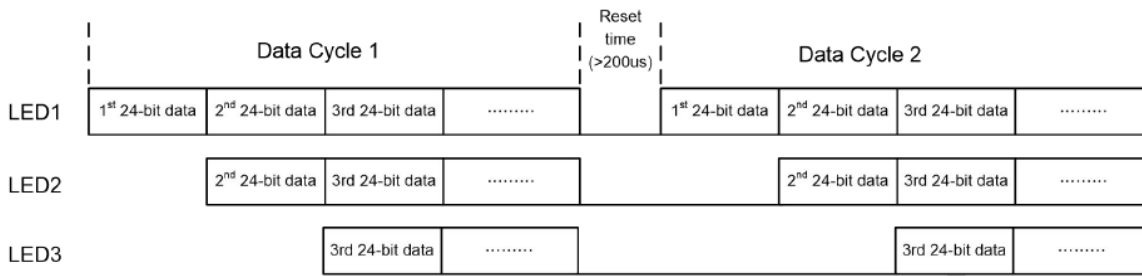 Reset
time
(>200us)
Data Cycle 1
Data Cycle 2
LED1
1st 24-bit data 2nd 24-bit data 3rd 24-bit data ......... 1st 24-bit data 2nd 24-bit data 3rd 24-bit data .........
LED2
2nd 24-bit data 3rd 24-bit data ......... 2nd 24-bit data 3rd 24-bit data .........
LED3
3rd 24-bit data ......... 3rd 24-bit data .........